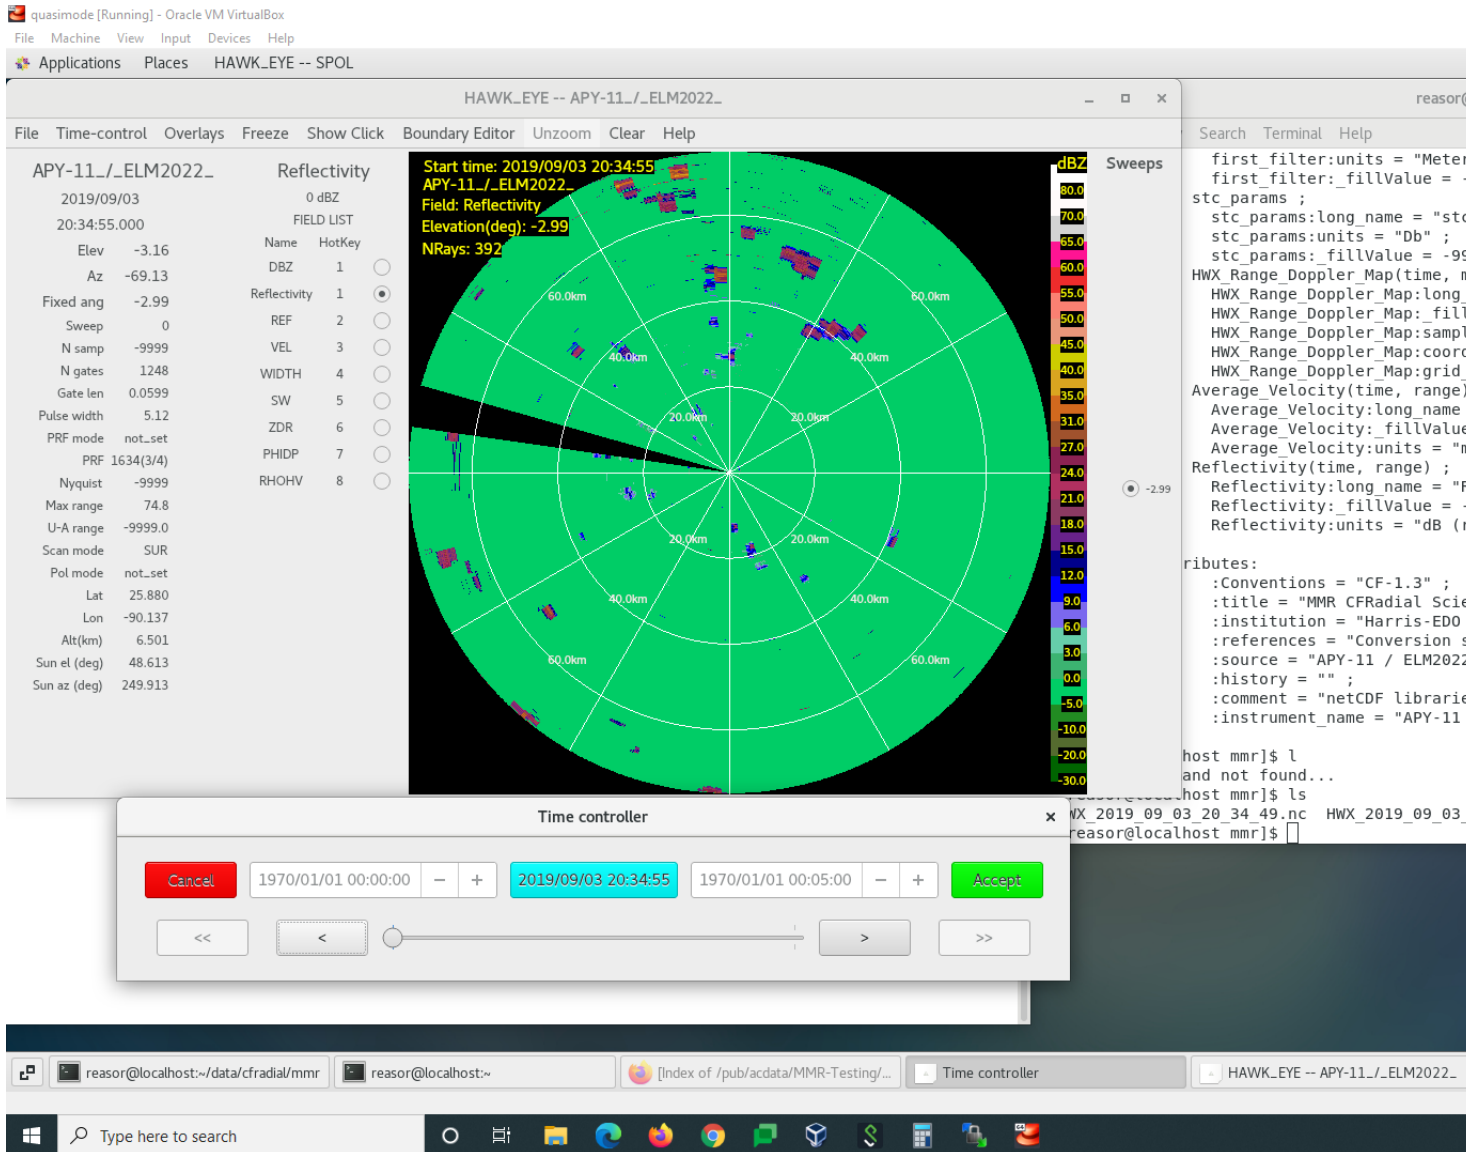 quasimode [Running] - Oracle VM VirtualBox
File Machine View Input Devices Help
Applications Places HAWK_EYE -- SPOL
HAWK_EYE -- APY-11_/_ELM2022_
reasor@
File Time-control Overlays Freeze Show Click Boundary Editor Unzoom Clear Help
Search Terminal Help
APY-11_/_ELM2022_
2019/09/03
20:34:55.000
Elev -3.16
Az -69.13
Fixed ang -2.99
Sweep 0
N samp -9999
N gates 1248
Gate len 0.0599
Pulse width 5.12
PRF mode not_set
PRF 1634(3/4)
Nyquist -9999
Max range 74.8
U-A range -9999.0
Scan mode SUR
Pol mode not_set
Lat 25.880
Lon -90.137
Alt(km) 6.501
Sun el (deg) 48.613
Sun az (deg) 249.913
Reflectivity
0 dBZ
FIELD LIST
Name HotKey
DBZ 1
Reflectivity 1
REF 2
VEL 3
WIDTH 4
SW 5
ZDR 6
PHIDP 7
RHOHV 8
Start time: 2019/09/03 20:34:55
APY-11_/_ELM2022_
Field: Reflectivity
Elevation(deg): -2.99
NRays: 392
60.0km 60.0km
40.0km 40.0km
20.0km 20.0km
20.0km 20.0km
40.0km 40.0km
60.0km 60.0km
dBZ
80.0
70.0
65.0
60.0
55.0
50.0
45.0
40.0
35.0
31.0
27.0
24.0
21.0
18.0
15.0
12.0
9.0
6.0
3.0
0.0
-5.0
-10.0
-20.0
-30.0
Sweeps
-2.99
first_filter:units = "Meter
first_filter:_fillValue = -
stc_params ;
stc_params:long_name = "stc
stc_params:units = "Db" ;
stc_params:_fillValue = -99
HWX_Range_Doppler_Map(time, m
HWX_Range_Doppler_Map:long_
HWX_Range_Doppler_Map:_fill
HWX_Range_Doppler_Map:sampl
HWX_Range_Doppler_Map:coord
HWX_Range_Doppler_Map:grid_
Average_Velocity(time, range)
Average_Velocity:long_name
Average_Velocity:_fillValue
Average_Velocity:units = "m
Reflectivity(time, range) ;
Reflectivity:long_name = "R
Reflectivity:_fillValue = -
Reflectivity:units = "dB (r
ributes:
:Conventions = "CF-1.3" ;
:title = "MMR CFRadial Scie
:institution = "Harris-EDO
:references = "Conversion s
:source = "APY-11 / ELM2022
:history = "" ;
:comment = "netCDF librarie
:instrument_name = "APY-11
host mmr]$ l
and not found...
reasor@localhost mmr]$ ls
WX_2019_09_03_20_34_49.nc HWX_2019_09_03_
reasor@localhost mmr]$
Time controller
Cancel 1970/01/01 00:00:00 − + 2019/09/03 20:34:55 1970/01/01 00:05:00 − + Accept
<< < > >>
reasor@localhost:~/data/cfradial/mmr reasor@localhost:~ [Index of /pub/acdata/MMR-Testing/... Time controller HAWK_EYE -- APY-11_/_ELM2022_
Type here to search